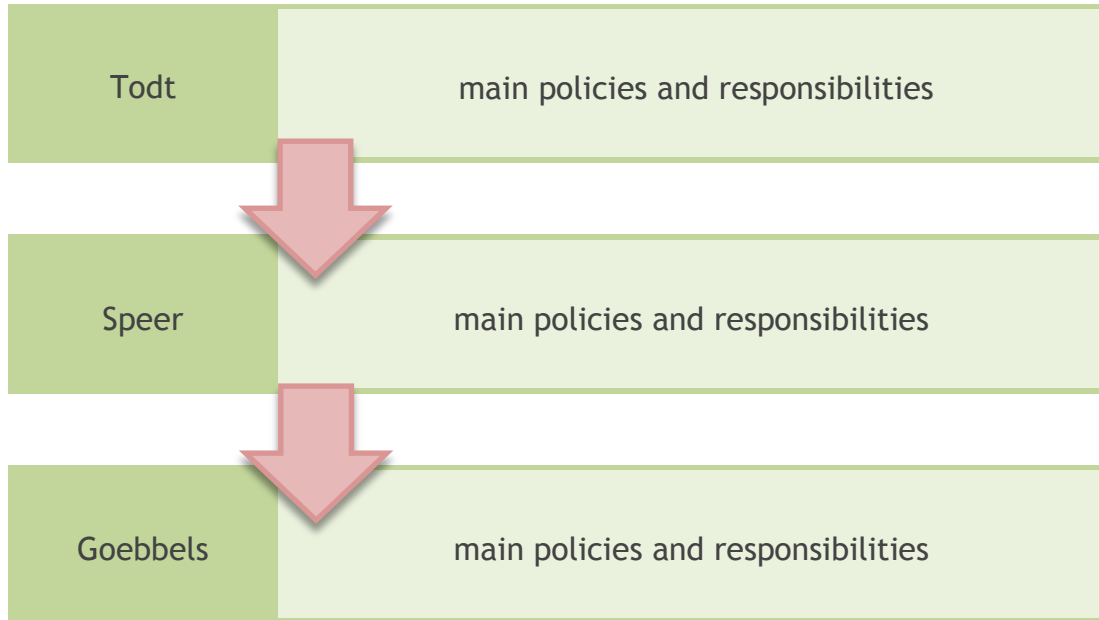 Todt
main policies and responsibilities
Speer
main policies and responsibilities
Goebbels
main policies and responsibilities